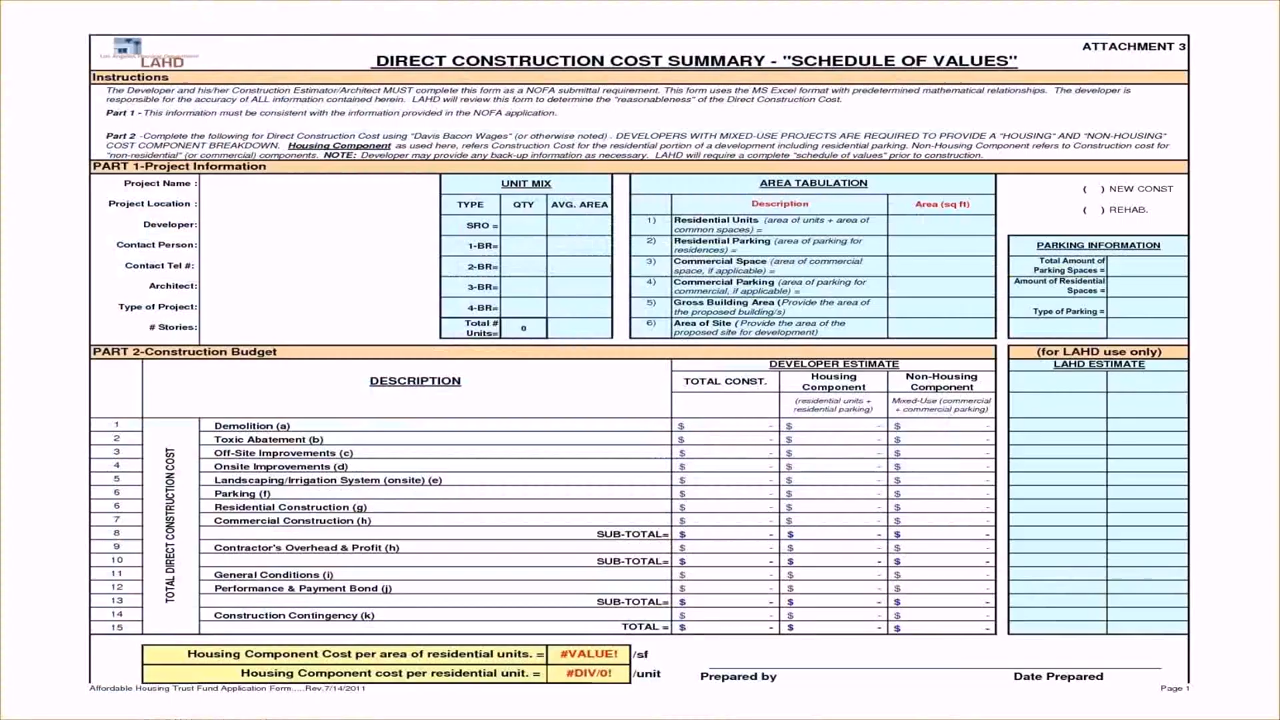 ATTACHMENT 3
LAHD
DIRECT CONSTRUCTION COST SUMMARY - "SCHEDULE OF VALUES"
Instructions
The Developer and his/her Construction Estimator/Architect MUST complete this form as a NOFA submittal requirement. This form uses the MS Excel format with predetermined mathematical relationships. The developer is
responsible for the accuracy of ALL information contained herein. LAHD will review this form to determine the "reasonableness" of the Direct Construction Cost.
Part 1 - This information must be consistent with the information provided in the NOFA application.
Part 2 -Complete the following for Direct Construction Cost using "Davis Bacon Wages" (or otherwise noted) . DEVELOPERS WITH MIXED-USE PROJECTS ARE REQUIRED TO PROVIDE A "HOUSING" AND "NON-HOUSING
COST COMPONENT BREAKDOWN. Housing Component as used here, refers Construction Cost for the residential portion of a development including residential parking. Non-Housing Component refers to Construction cost for
"non-residential" (or commercial) components. NOTE: Developer may provide any back-up information as necessary. LAHD will require a complete "schedule of values" prior to construction.
PART 1-Project Information
Project Name :
Project Location :
Developer:
Contact Person:
Contact Tel #:
Architect:
Type of Project:
# Stories:
UNIT MIX
TYPE QTY AVG. AREA
SRO =
1-BR=
2-BR=
3-BR=
4-BR=
Total #
Units= 0
AREA TABULATION
Description Area (sq ft)
1) Residential Units (area of units + area of
common spaces) =
2) Residential Parking (area of parking for
residences) =
3) Commercial Space (area of commercial
space, if applicable) =
4) Commercial Parking (area of parking for
commercial, if applicable) =
5) Gross Building Area (Provide the area of
the proposed building/s)
6) Area of Site ( Provide the area of the
proposed site for development)
( ) NEW CONST
( ) REHAB.
PARKING INFORMATION
Total Amount of
Parking Spaces =
Amount of Residential
Spaces =
Type of Parking =
PART 2-Construction Budget
(for LAHD use only)
DESCRIPTION
DEVELOPER ESTIMATE
LAHD ESTIMATE
TOTAL CONST.
Housing
Component
(residential units +
residential parking)
Non-Housing
Component
Mixed-Use (commercial
+ commercial parking)
TOTAL DIRECT CONSTRUCTION COST
1 Demolition (a) $ - $ - $ -
2 Toxic Abatement (b) $ - $ - $ -
3 Off-Site Improvements (c) $ - $ - $ -
4 Onsite Improvements (d) $ - $ - $ -
5 Landscaping/Irrigation System (onsite) (e) $ - $ - $ -
6 Parking (f) $ - $ - $ -
6 Residential Construction (g) $ - $ - $ -
7 Commercial Construction (h) $ - $ - $ -
8 SUB-TOTAL= $ - $ - $ -
9 Contractor's Overhead & Profit (h) $ - $ - $ -
10 SUB-TOTAL= $ - $ - $ -
11 General Conditions (i) $ - $ - $ -
12 Performance & Payment Bond (j) $ - $ - $ -
13 SUB-TOTAL= $ - $ - $ -
14 Construction Contingency (k) $ - $ - $ -
15 TOTAL = $ - $ - $ -
Housing Component Cost per area of residential units. = #VALUE! /sf
Housing Component cost per residential unit. = #DIV/0! /unit
Prepared by
Date Prepared
Affordable Housing Trust Fund Application Form.....Rev.7/14/2011
Page 1